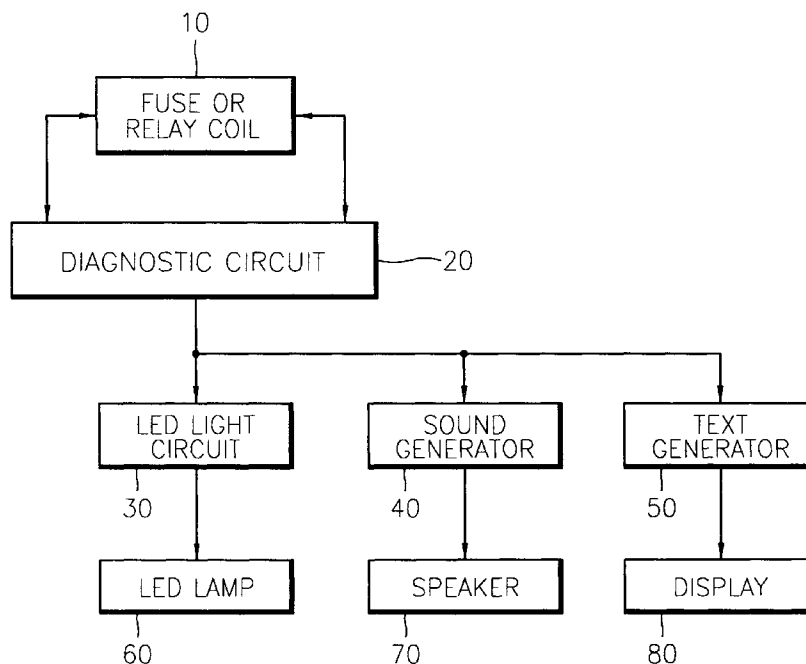 10
FUSE OR
RELAY COIL
DIAGNOSTIC CIRCUIT
20
LED LIGHT
CIRCUIT
SOUND
GENERATOR
TEXT
GENERATOR
30
40
50
LED LAMP
SPEAKER
DISPLAY
60
70
80